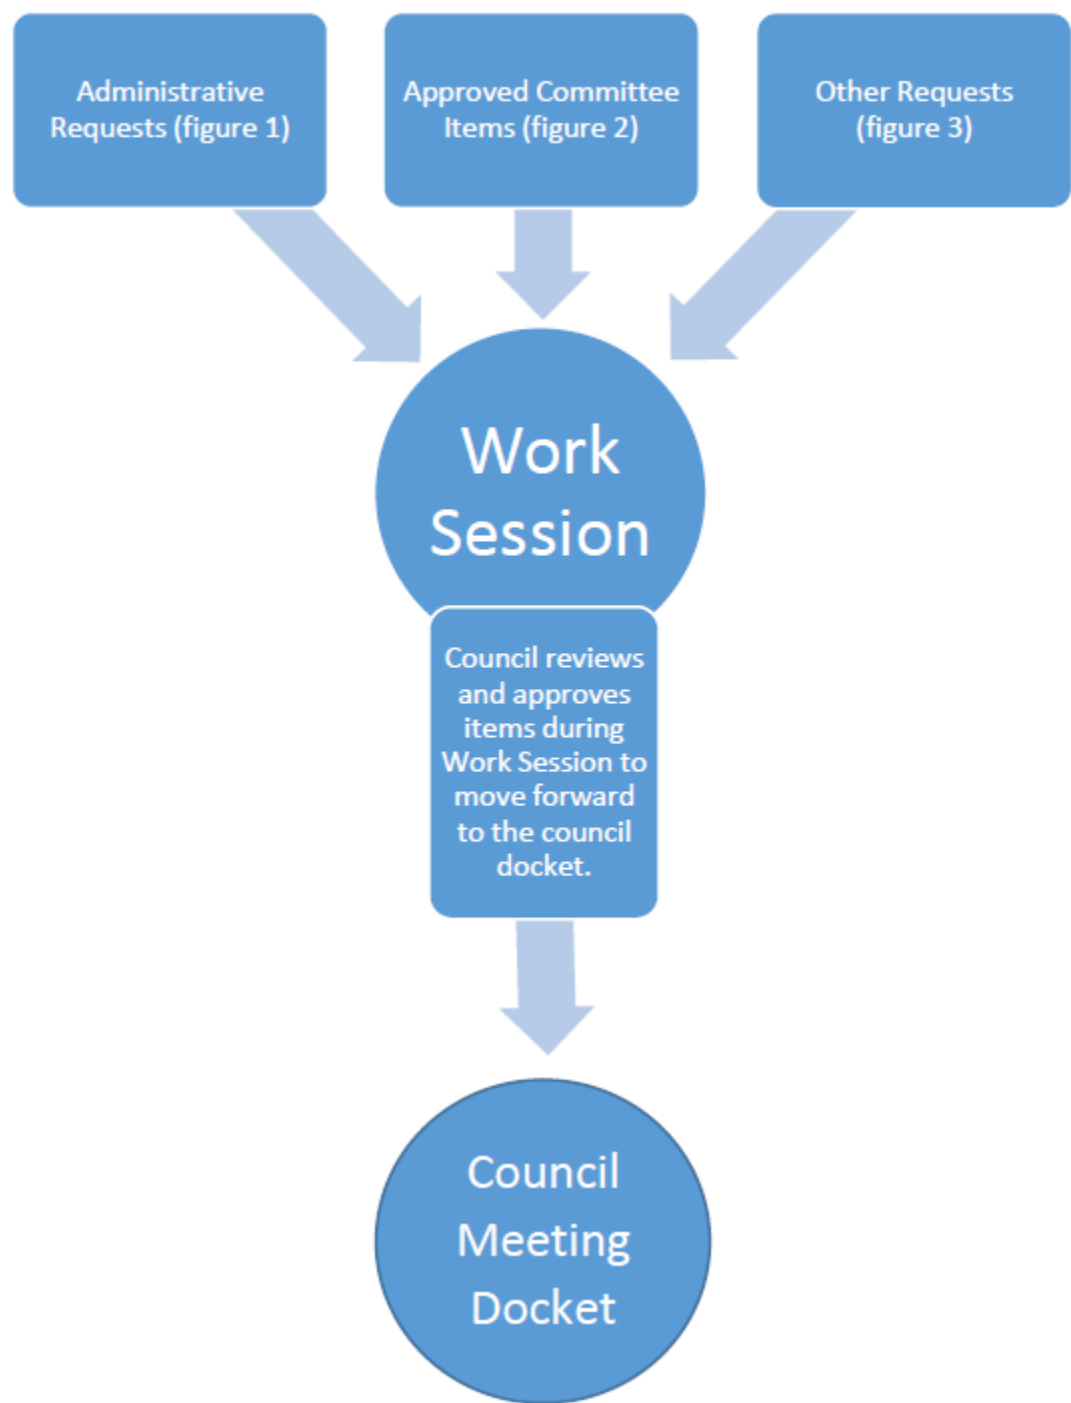 Administrative
Requests (figure 1)
Approved Committee
Items (figure 2)
Other Requests
(figure 3)
Work
Session
Council reviews
and approves
items during
Work Session to
move forward
to the council
docket.
Council
Meeting
Docket